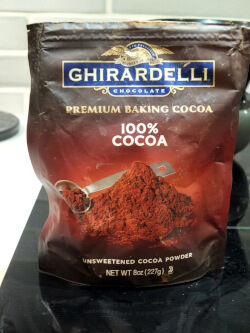 GHIRARDELLI
CHOCOLATE
PREMIUM BAKING COCOA
100%
COCOA
UNSWEETENED COCOA POWDER
NET WT 8oz (227g)